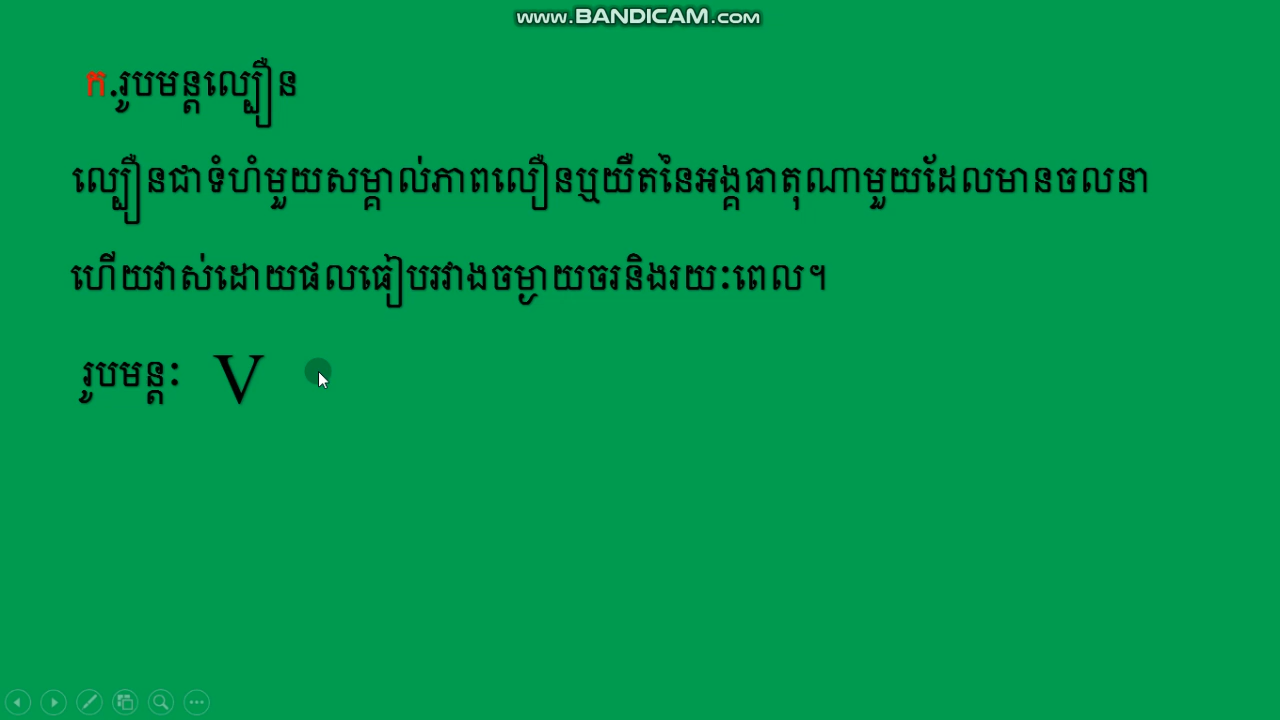 www.BANDICAM.com
ក.រូបមន្តល្បឿន
ល្បឿនជាទំហំមួយសម្គាល់ភាពលឿនឬយឺតនៃអង្គធាតុណាមួយដែលមានចលនា
ហើយវាស់ដោយផលធៀបរវាងចម្ងាយចរនិងរយៈពេល។
រូបមន្តៈ V